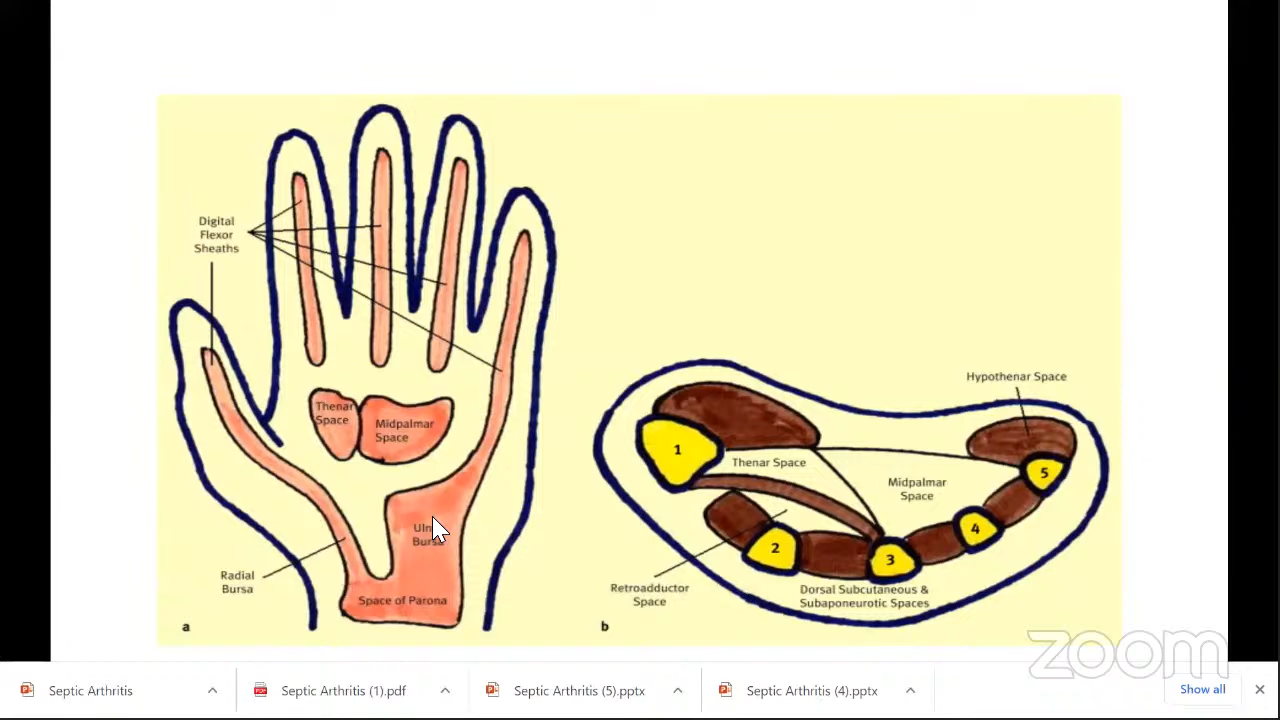 Digital
Flexor
Sheaths
Thenar
Space
Midpalmar
Space
Bursa
Radial
Bursa
Space of Parona
a
Hypothenar Space
1
Thenar Space
Midpalmar
Space
5
4
2
3
Retroadductor
Space
Dorsal Subcutaneous &
Subaponeurotic Spaces
b
zoom
Septic Arthritis
Septic Arthritis (1).pdf
Septic Arthritis (5).pptx
Septic Arthritis (4).pptx
Show all